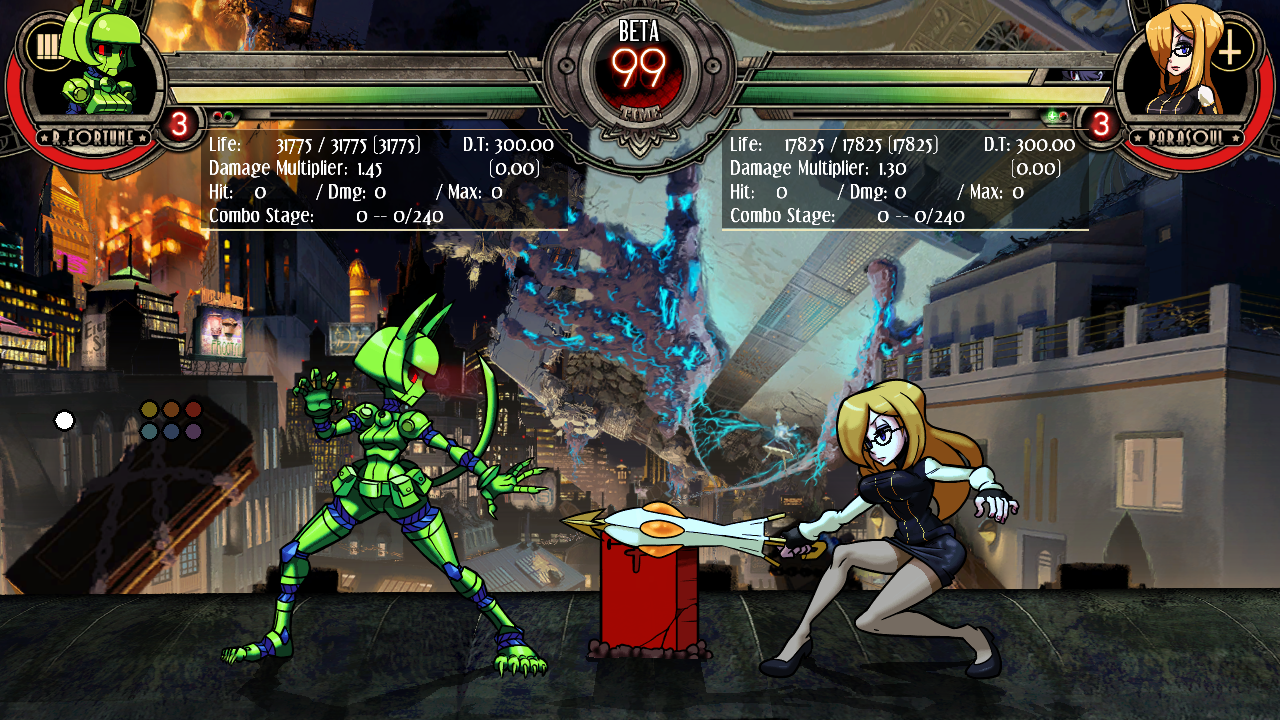 BETA
99
TIME
3
3
R.FORTUNE
PARASOUL
Life: 31775 / 31775 (31775) D.T: 300.00
Damage Multiplier: 1.45 (0.00)
Hit: 0 / Dmg: 0 / Max: 0
Combo Stage: 0 -- 0/240
Life: 17825 / 17825 (17825) D.T: 300.00
Damage Multiplier: 1.30 (0.00)
Hit: 0 / Dmg: 0 / Max: 0
Combo Stage: 0 -- 0/240